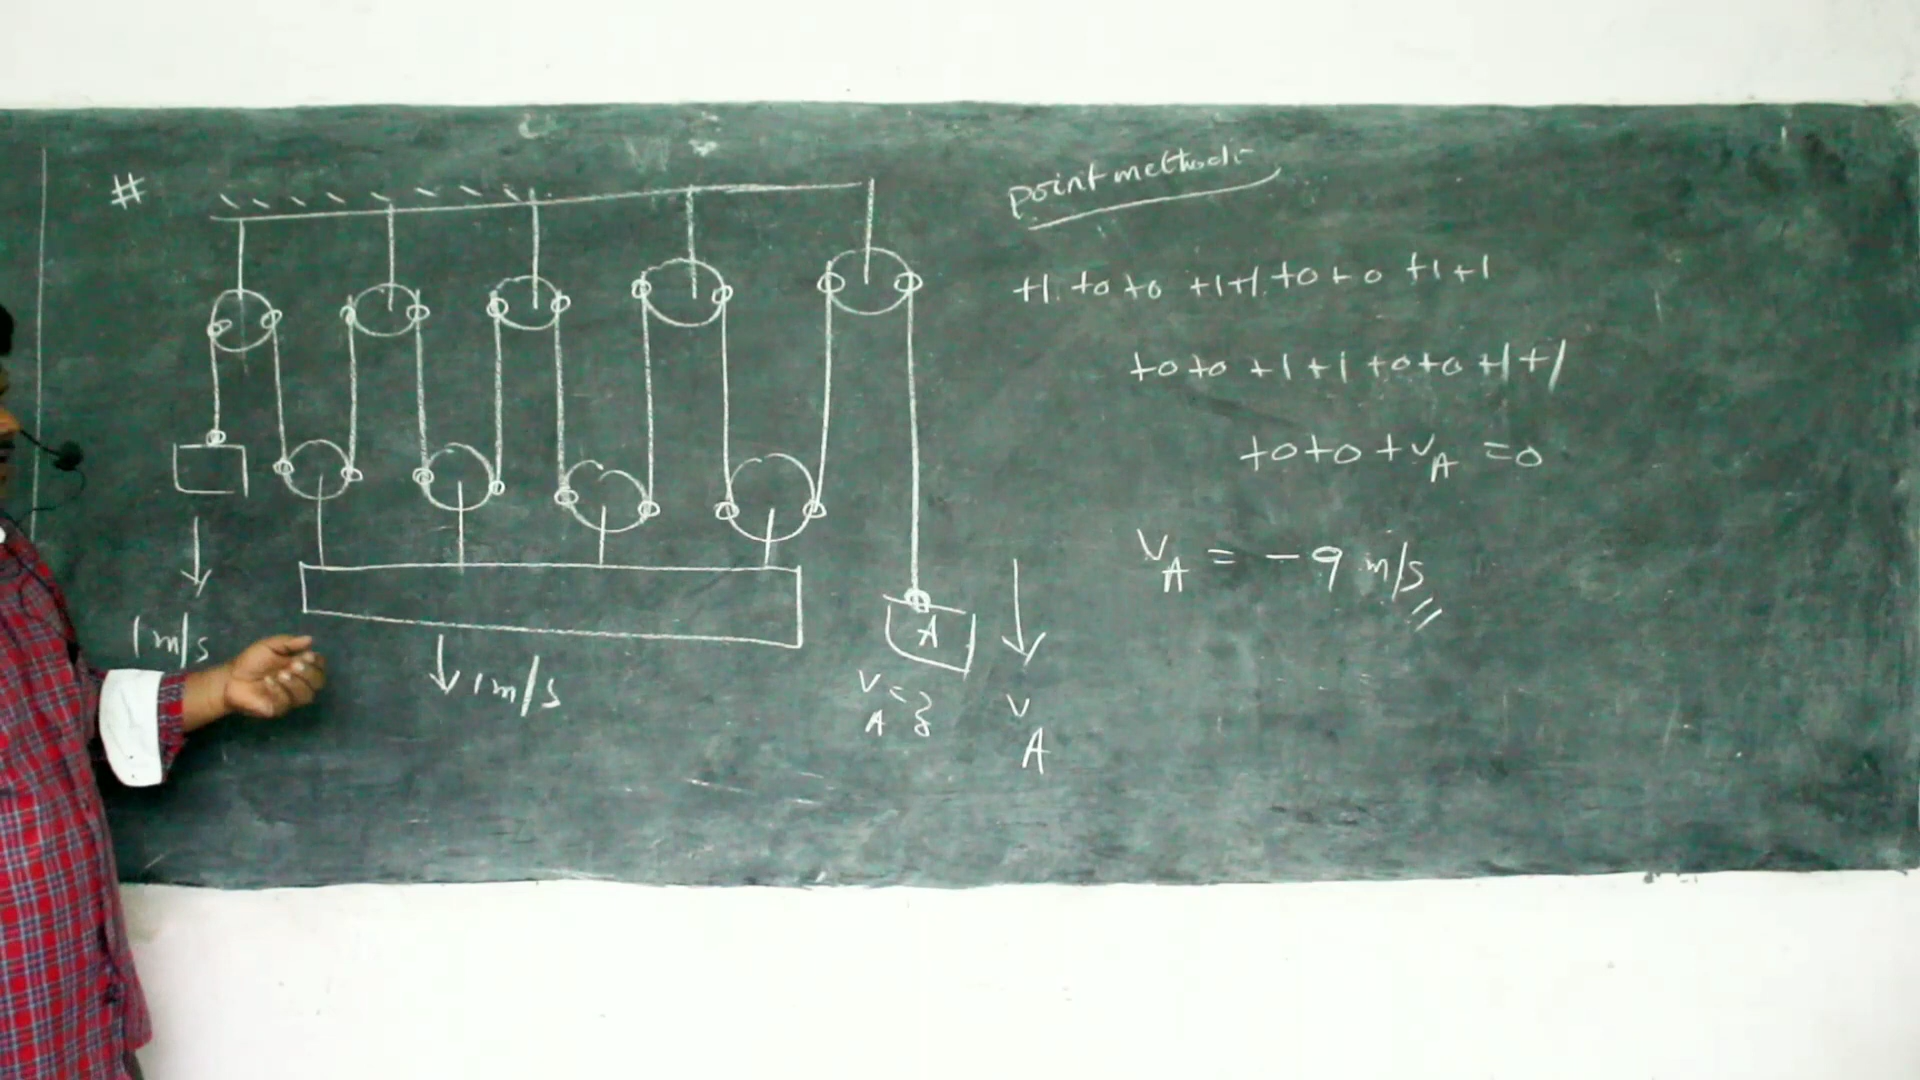 #
point method:-
+1 +0 +0 +1 +1 +0 +0 +1 +1
+0 +0 +1 +1 +0 +0 +1 +1
+0 +0 +vA = 0
vA = -9 m/s
1 m/s
1 m/s
A
vA = ?
vA